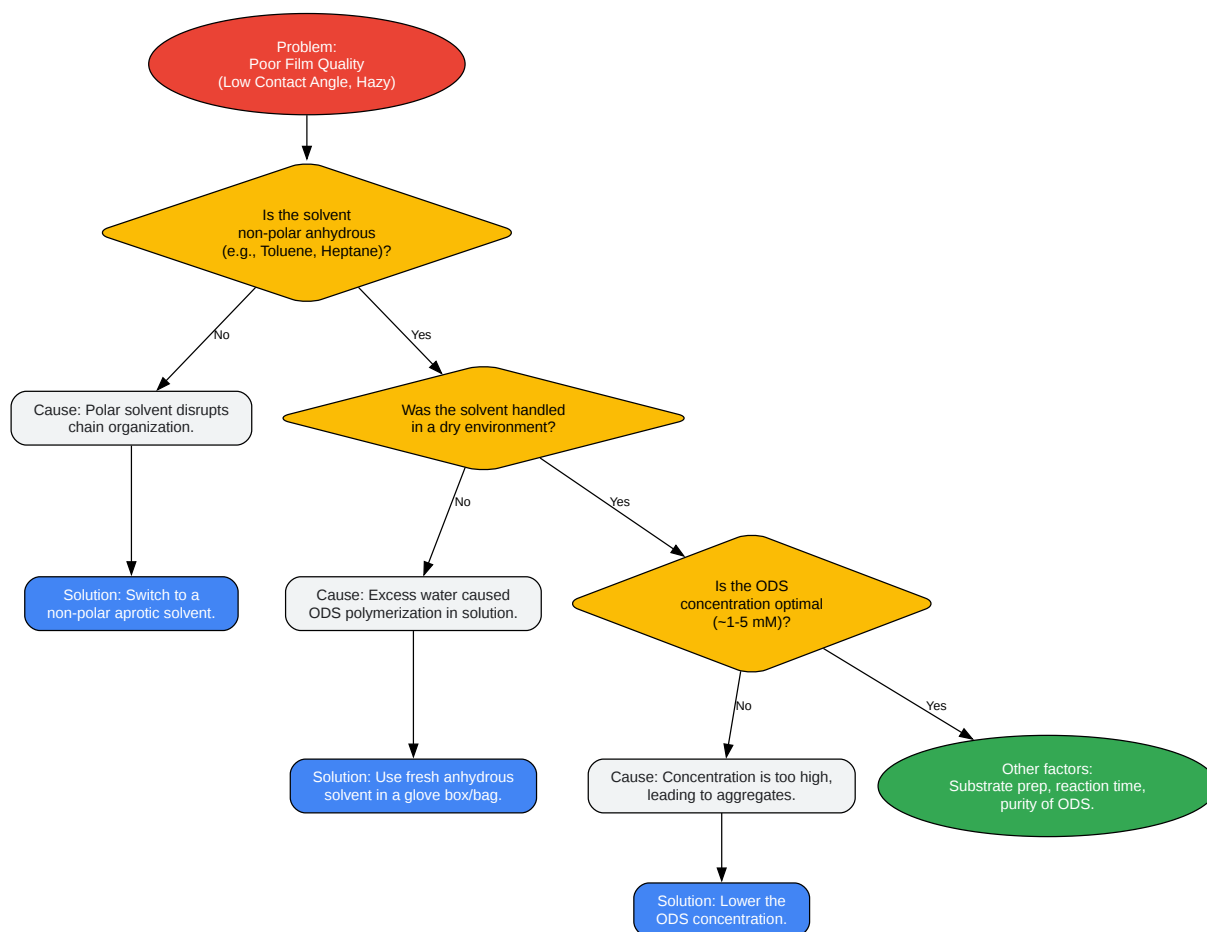 Problem:
Poor Film Quality
(Low Contact Angle, Hazy)
Is the solvent
non-polar anhydrous
(e.g., Toluene, Heptane)?
No
Yes
Cause: Polar solvent disrupts
chain organization.
Was the solvent handled
in a dry environment?
No
Yes
Solution: Switch to a
non-polar aprotic solvent.
Cause: Excess water caused
ODS polymerization in solution.
Is the ODS
concentration optimal
(~1-5 mM)?
No
Yes
Solution: Use fresh anhydrous
solvent in a glove box/bag.
Cause: Concentration is too high,
leading to aggregates.
Other factors:
Substrate prep, reaction time,
purity of ODS.
Solution: Lower the
ODS concentration.